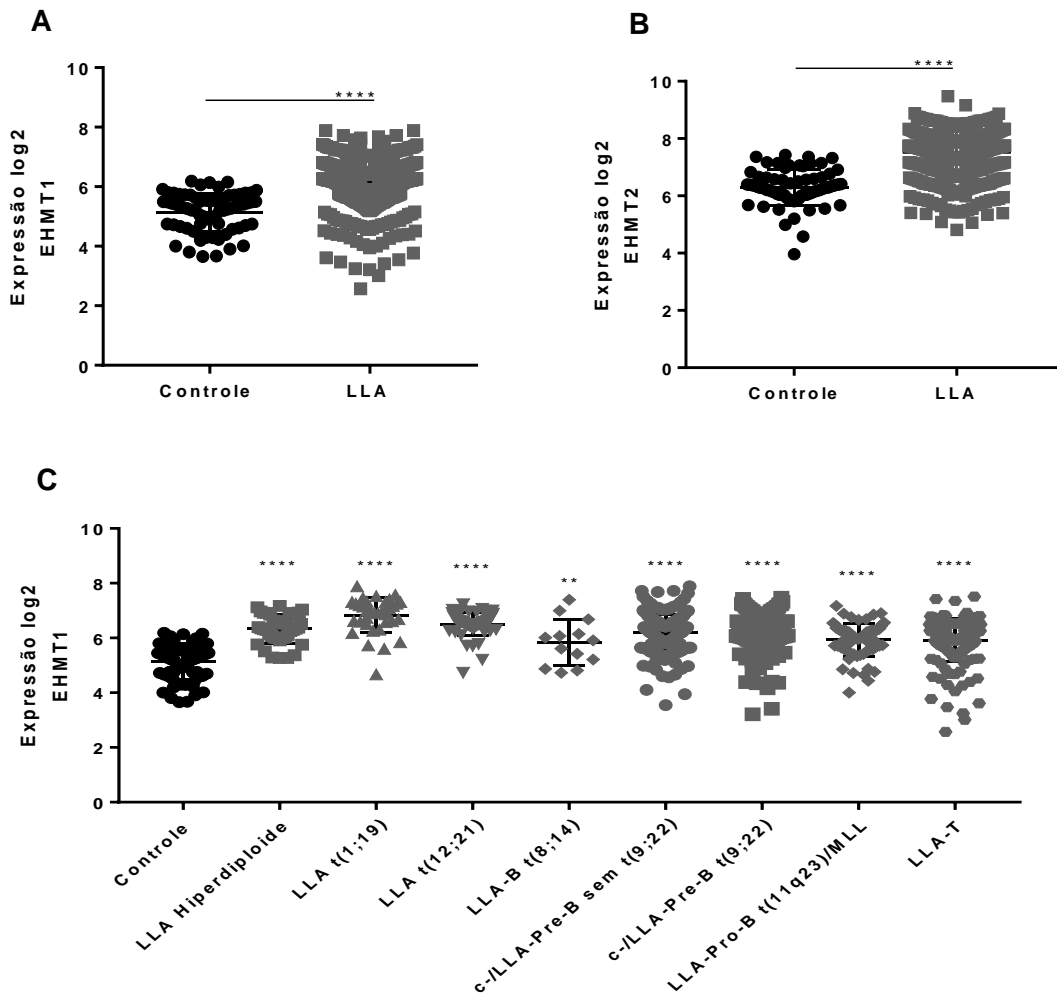 A
Expressão log2
EHMT1
10
8
6
4
2
0
****
Controle
LLA
B
Expressão log2
EHMT2
10
8
6
4
2
0
****
Controle
LLA
C
Expressão log2
EHMT1
10
8
6
4
2
0
****
****
****
**
****
****
****
****
Controle
LLA Hiperdiploide
LLA t(1;19)
LLA t(12;21)
LLA-B t(8;14)
c-/LLA-Pre-B sem t(9;22)
c-/LLA-Pre-B t(9;22)
LLA-Pro-B t(11q23)/MLL
LLA-T